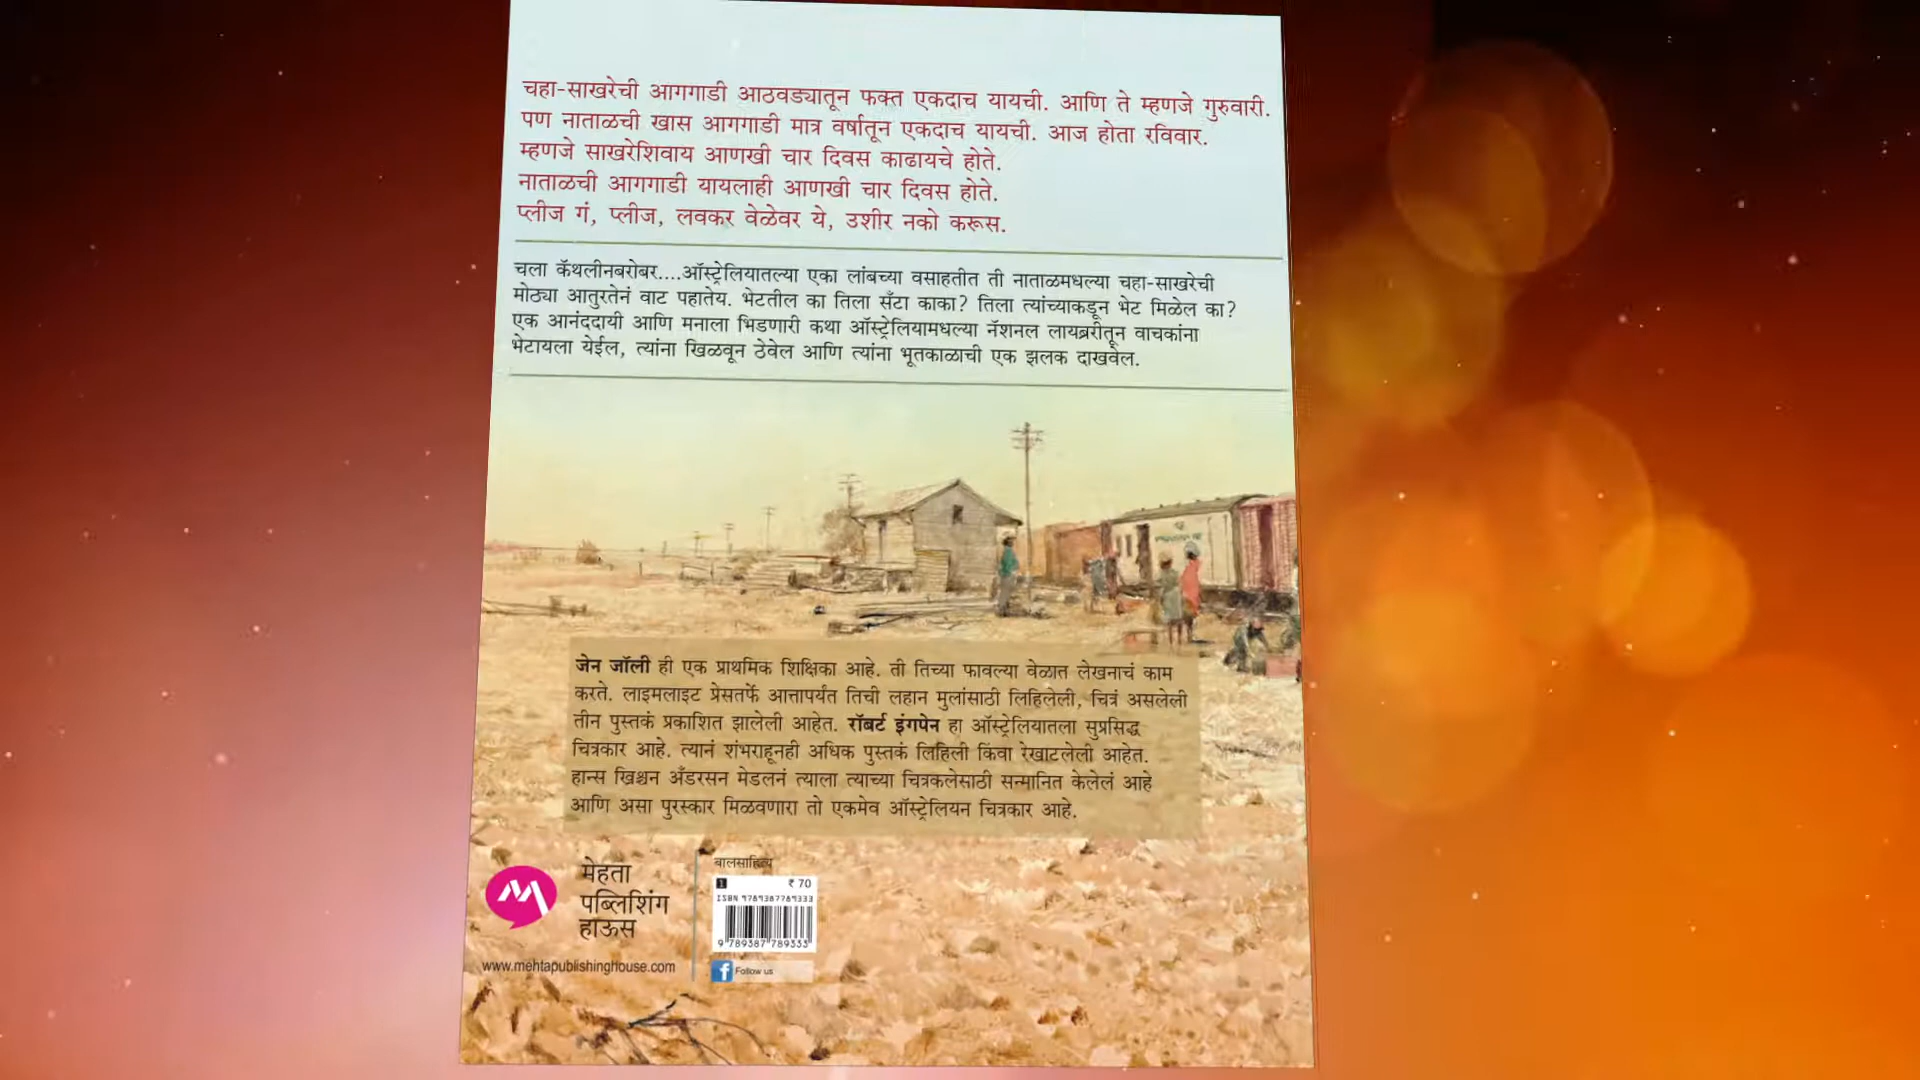 चहा-साखरेची आगगाडी आठवड्यातून फक्त एकदाच यायची. आणि ते म्हणजे गुरुवारी.
पण नाताळची खास आगगाडी मात्र वर्षातून एकदाच यायची. आज होता रविवार.
म्हणजे साखरेशिवाय आणखी चार दिवस काढायचे होते.
नाताळची आगगाडी यायलाही आणखी चार दिवस होते.
प्लीज गं, प्लीज, लवकर वेळेवर ये, उशीर नको करूस.
चला कॅथलीनबरोबर....ऑस्ट्रेलियातल्या एका लांबच्या वसाहतीत ती नाताळमधल्या चहा-साखरेची
मोठ्या आतुरतेनं वाट पहातेय. भेटतील का तिला सँटा काका? तिला त्यांच्याकडून भेट मिळेल का?
एक आनंददायी आणि मनाला भिडणारी कथा ऑस्ट्रेलियामधल्या नॅशनल लायब्ररीतून वाचकांना
भेटायला येईल, त्यांना खिळवून ठेवेल आणि त्यांना भूतकाळाची एक झलक दाखवेल.
जेन जॉली ही एक प्राथमिक शिक्षिका आहे. ती तिच्या फावल्या वेळात लेखनाचं काम
करते. लाइमलाइट प्रेसतर्फे आत्तापर्यंत तिची लहान मुलांसाठी लिहिलेली, चित्रं असलेली
तीन पुस्तकं प्रकाशित झालेली आहेत. रॉबर्ट इंगपेन हा ऑस्ट्रेलियातला सुप्रसिद्ध
चित्रकार आहे. त्यानं शंभराहूनही अधिक पुस्तकं लिहिली किंवा रेखाटलेली आहेत.
हान्स ख्रिश्चन अँडरसन मेडलनं त्याला त्याच्या चित्रकलेसाठी सन्मानित केलेलं आहे
आणि असा पुरस्कार मिळवणारा तो एकमेव ऑस्ट्रेलियन चित्रकार आहे.
मेहता
पब्लिशिंग
हाऊस
www.mehtapublishinghouse.com
बालसाहित्य
1 ₹ 70
ISBN 9789387789333
9 789387 789333
Follow us